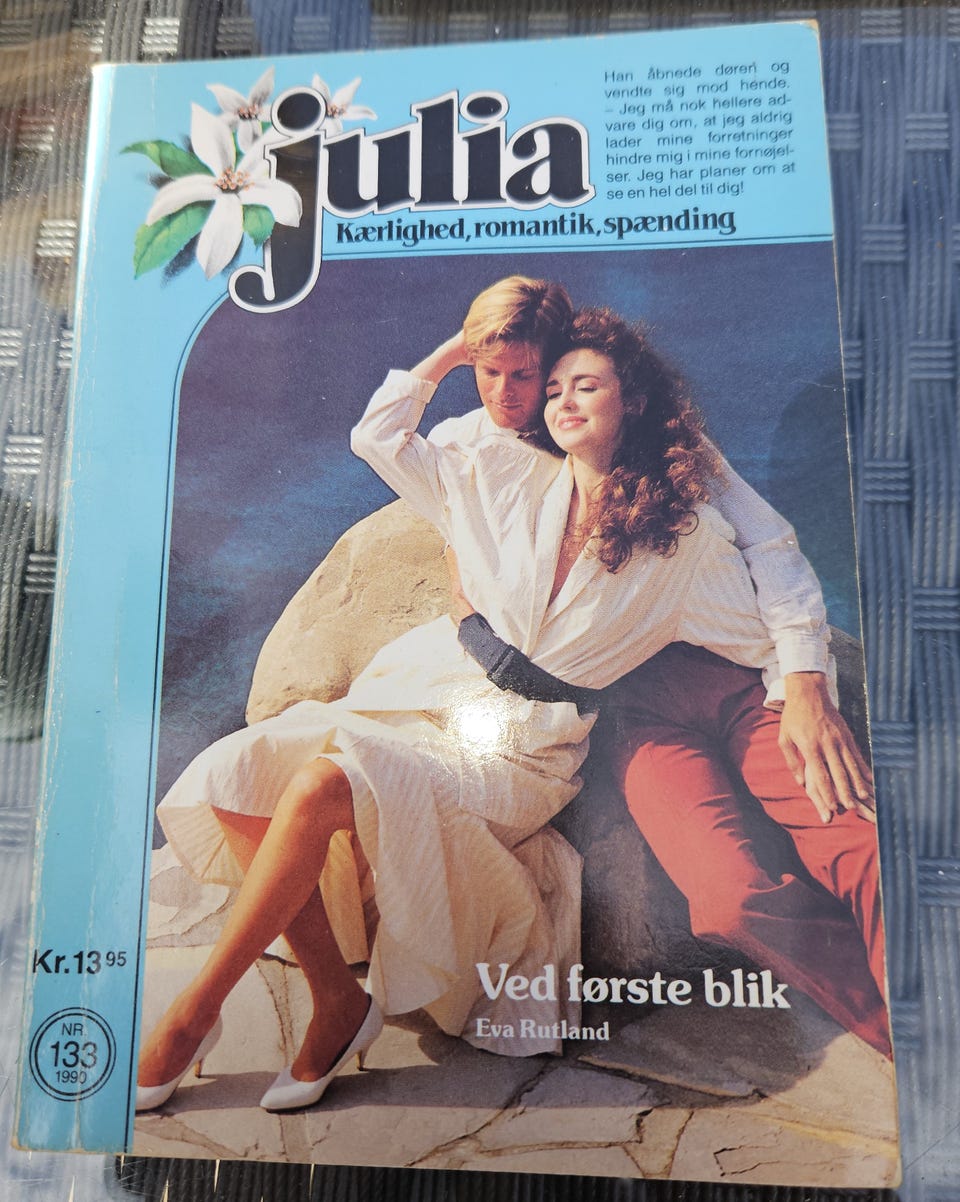 julia
Kærlighed, romantik, spænding
Han åbnede døren og
vendte sig mod hende.
– Jeg må nok hellere ad-
vare dig om, at jeg aldrig
lader mine forretninger
hindre mig i mine fornøjel-
ser. Jeg har planer om at
se en hel del til dig!
Kr.13 95
NR.
133
1990
Ved første blik
Eva Rutland